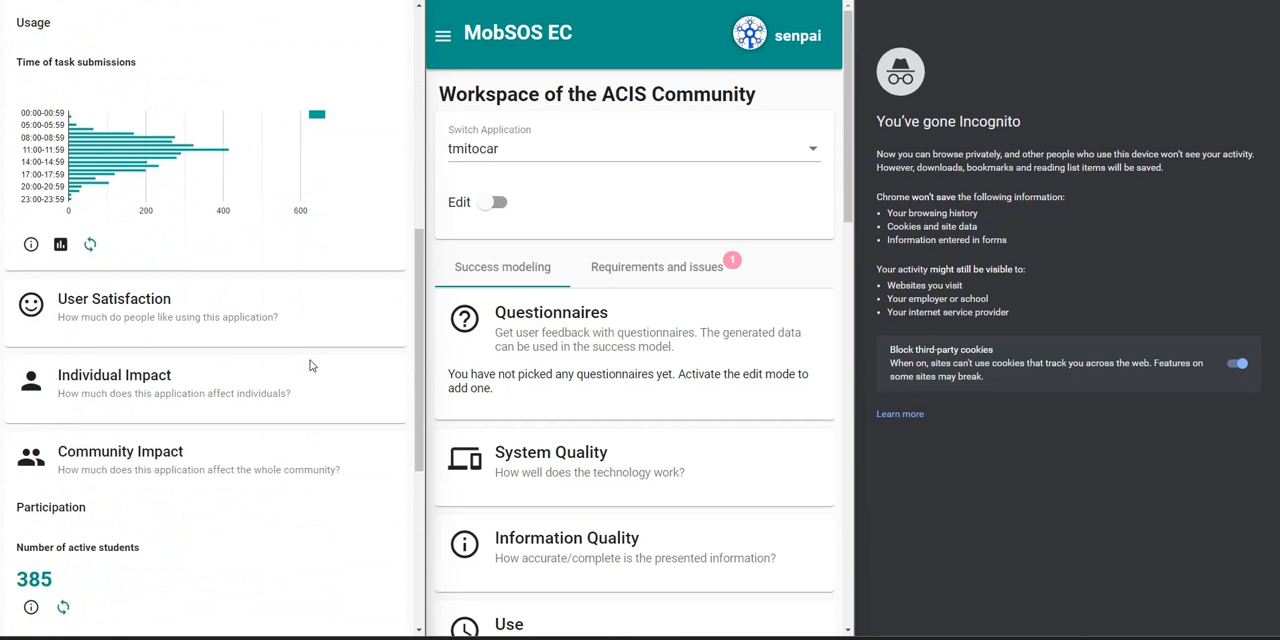 Usage
Time of task submissions
00:00-00:59
05:00-05:59
08:00-08:59
11:00-11:59
14:00-14:59
17:00-17:59
20:00-20:59
23:00-23:59
0 200 400 600
User Satisfaction
How much do people like using this application?
Individual Impact
How much does this application affect individuals?
Community Impact
How much does this application affect the whole community?
Participation
Number of active students
385
MobSOS EC
senpai
Workspace of the ACIS Community
Switch Application
tmitocar
Edit
Success modeling
Requirements and issues
1
Questionnaires
Get user feedback with questionnaires. The generated data
can be used in the success model.
You have not picked any questionnaires yet. Activate the edit mode to
add one.
System Quality
How well does the technology work?
Information Quality
How accurate/complete is the presented information?
Use
You've gone Incognito
Now you can browse privately, and other people who use this device won't see your activity.
However, downloads, bookmarks and reading list items will be saved.
Chrome won't save the following information:
• Your browsing history
• Cookies and site data
• Information entered in forms
Your activity might still be visible to:
• Websites you visit
• Your employer or school
• Your internet service provider
Block third-party cookies
When on, sites can't use cookies that track you across the web. Features on
some sites may break.
Learn more